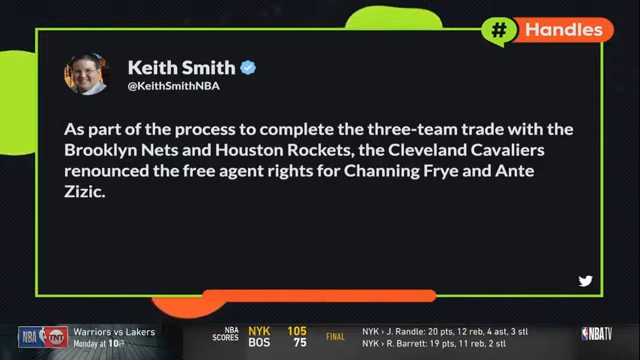 # Handles
Keith Smith
@KeithSmithNBA
As part of the process to complete the three-team trade with the
Brooklyn Nets and Houston Rockets, the Cleveland Cavaliers
renounced the free agent rights for Channing Frye and Ante
Zizic.
NBA TNT Warriors vs Lakers
Monday at 10
NBA SCORES
NYK 105
BOS 75
FINAL
NYK › J. Randle: 20 pts, 12 reb, 4 ast, 3 stl
NYK › R. Barrett: 19 pts, 11 reb, 2 stl
NBATV